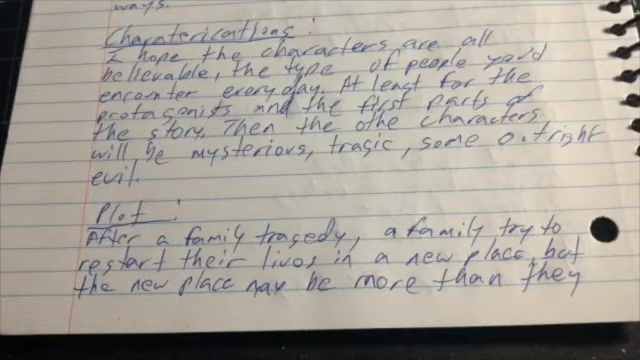 ways.
Charaterications:
I hope the characters are all
believable, the type of people you'd
encounter everyday. At least for the
protagonists and the first parts of
the story. Then the othe characters
will be mysterious, tragic, some outright
evil.
Plot:
After a family tragedy, a family try to
restart their lives in a new place, but
the new place may be more than they